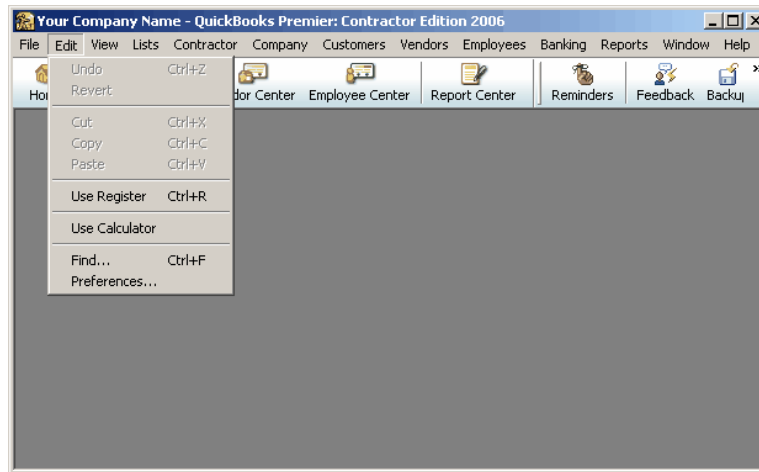 Your Company Name - QuickBooks Premier: Contractor Edition 2006
File Edit View Lists Contractor Company Customers Vendors Employees Banking Reports Window Help
Undo Ctrl+Z
Revert
Employee Center Report Center Reminders Feedback
Center
Cut Ctrl+X
Copy Ctrl+C
Paste Ctrl+V
Use Register Ctrl+R
Use Calculator
Find... Ctrl+F
Preferences...